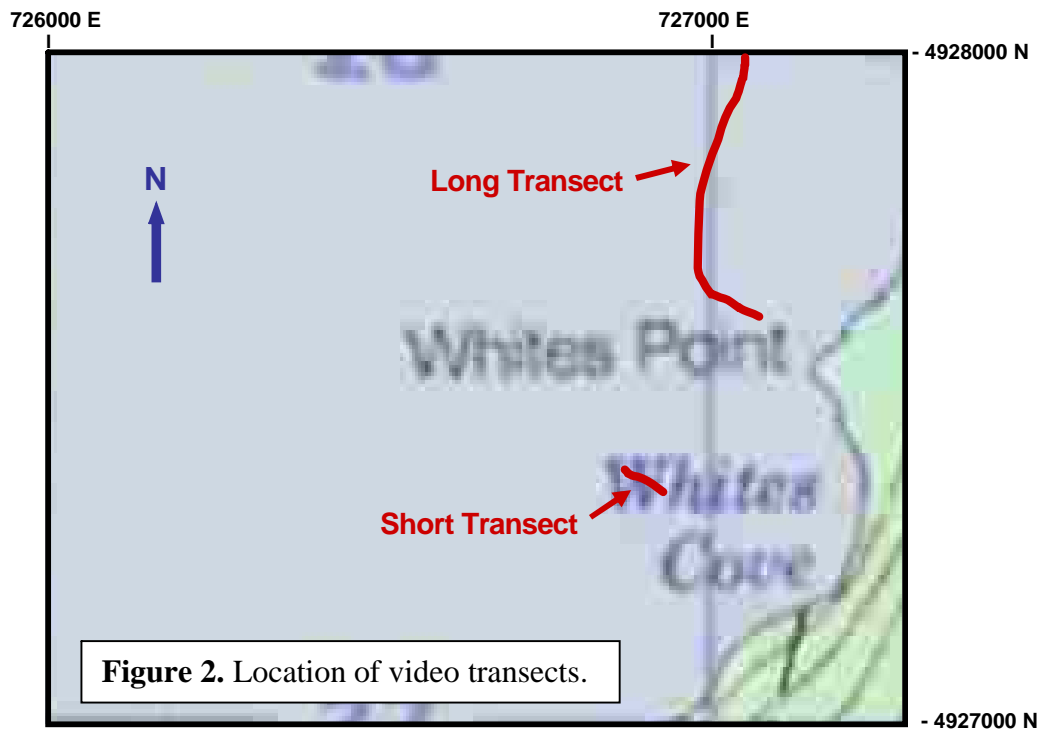 726000 E
727000 E
- 4928000 N
N
Long Transect
Whites Point
Whites
Short Transect
Cove
Figure 2. Location of video transects.
- 4927000 N